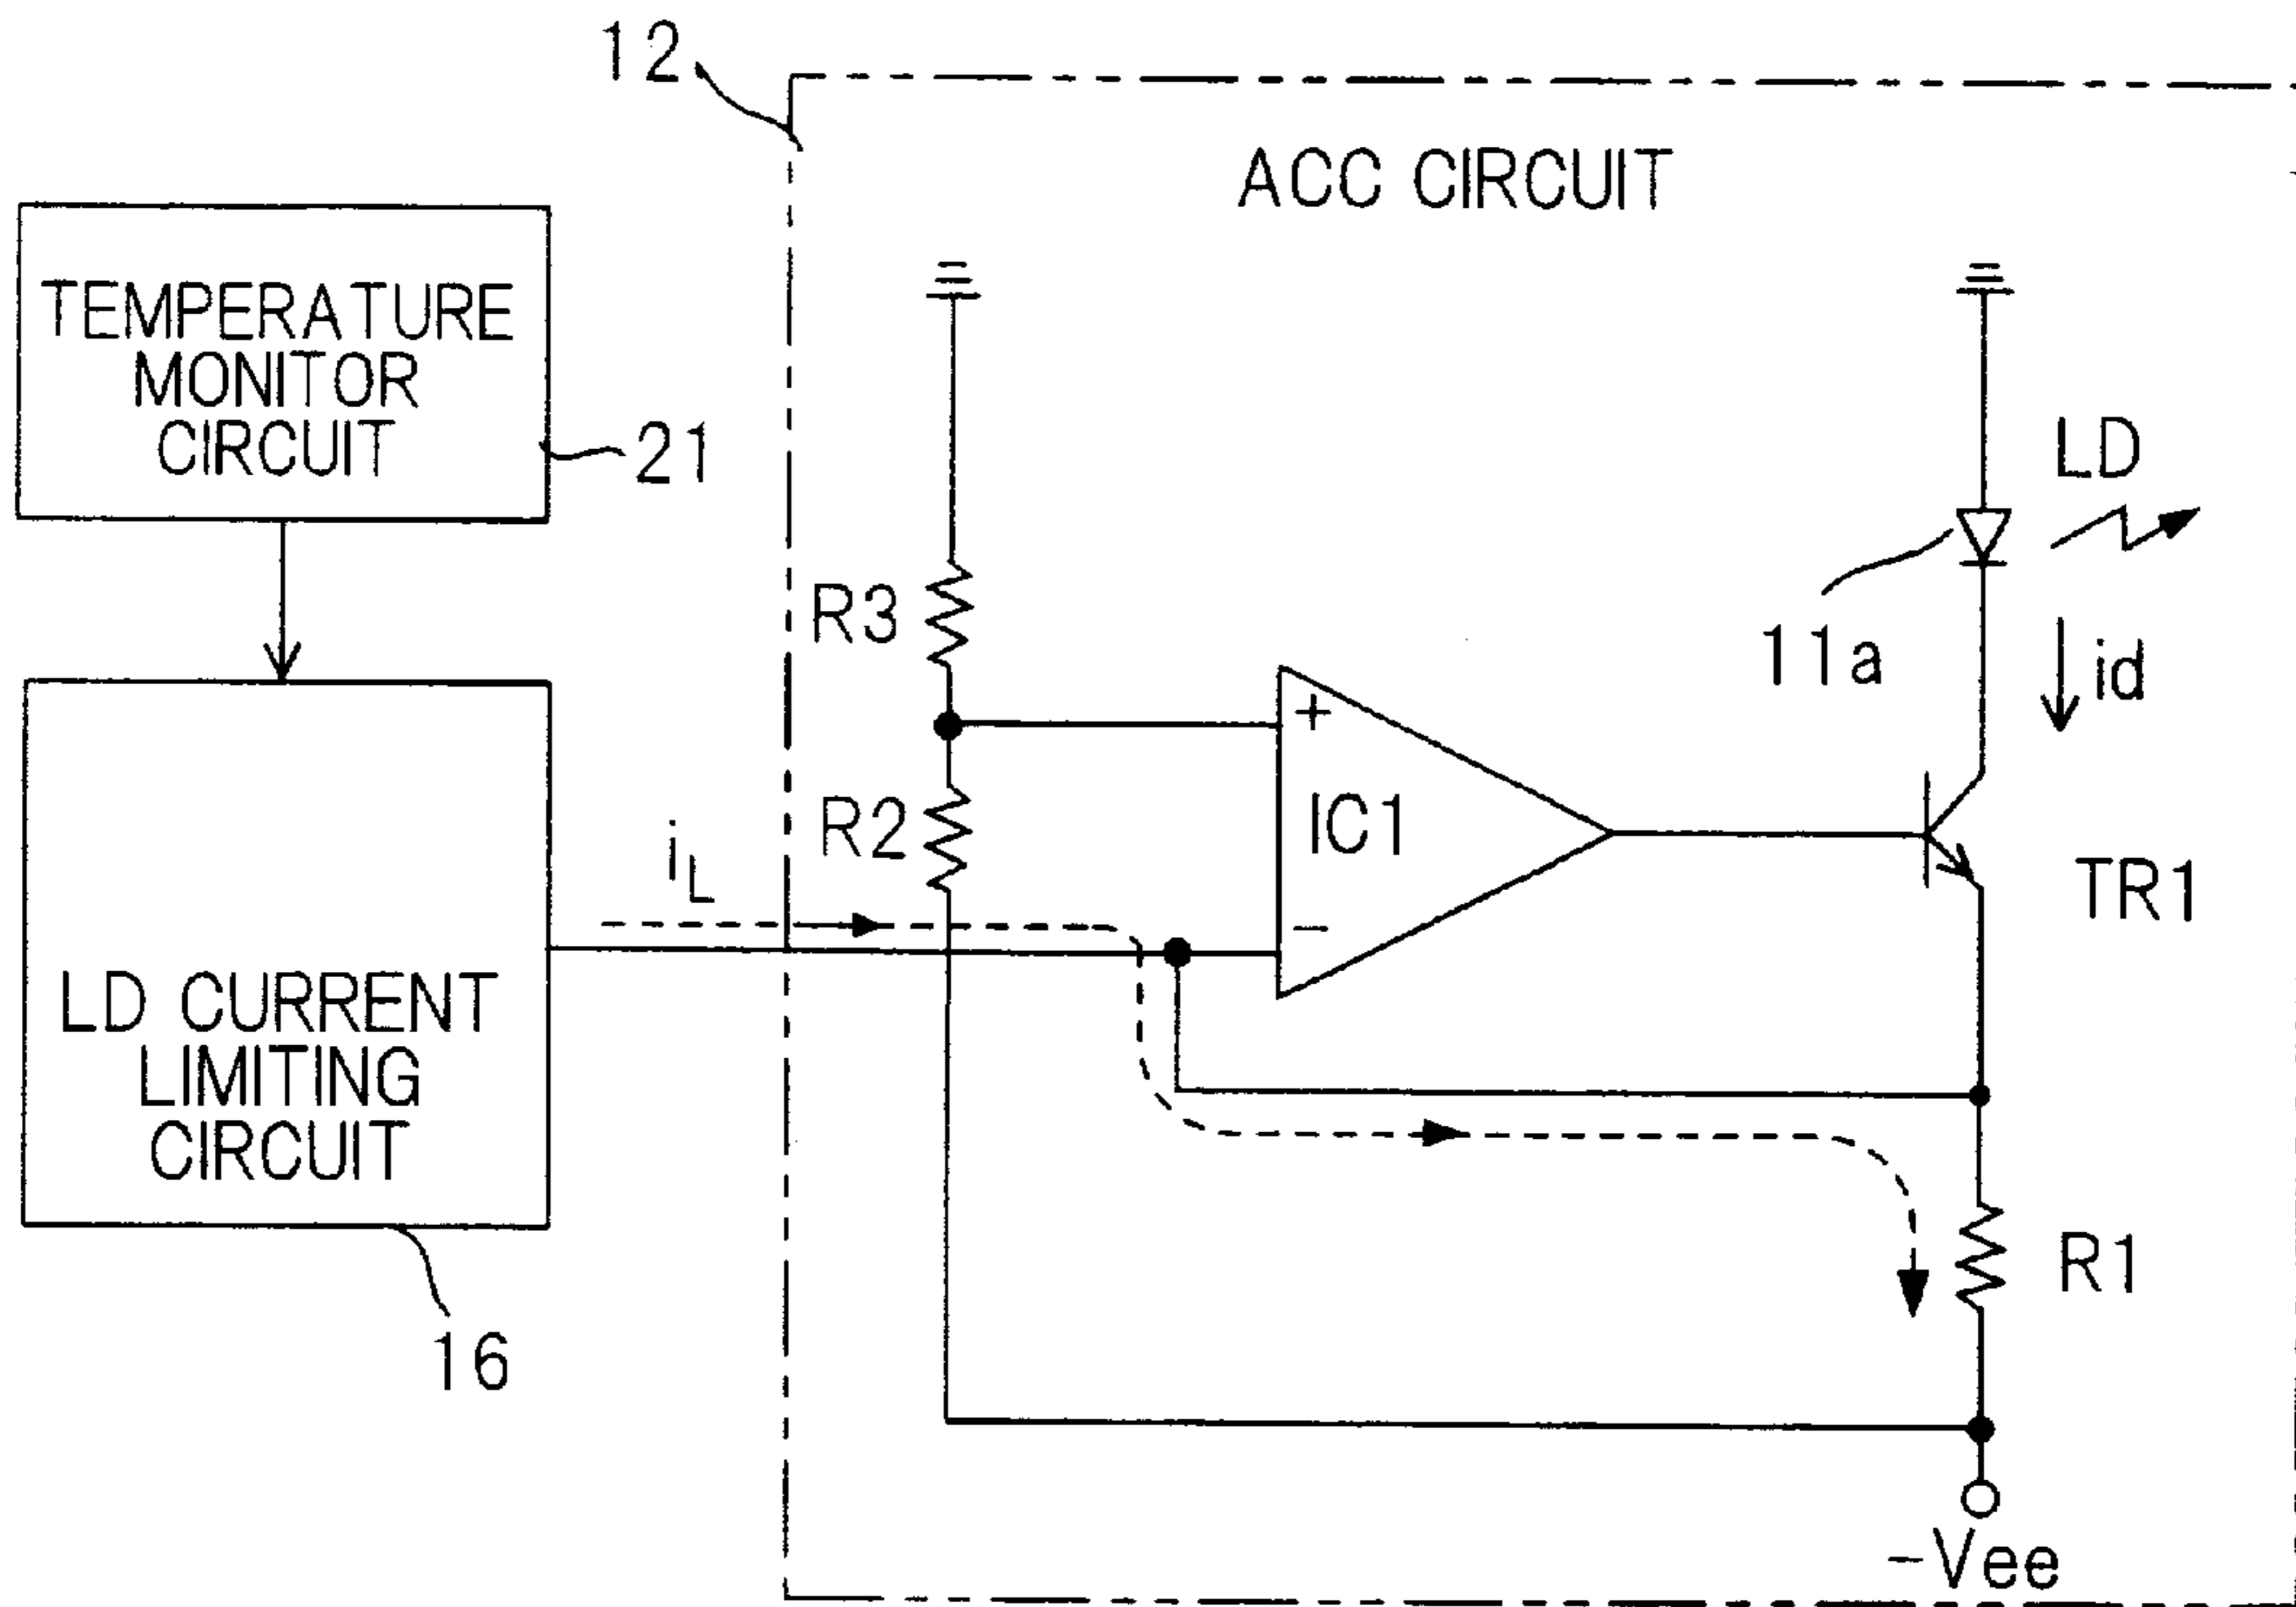 12
ACC CIRCUIT
TEMPERATURE
MONITOR
CIRCUIT
21
LD
R3
11a
id
+
R2
IC1
iL
TR1
−
LD CURRENT
LIMITING
CIRCUIT
R1
16
-Vee